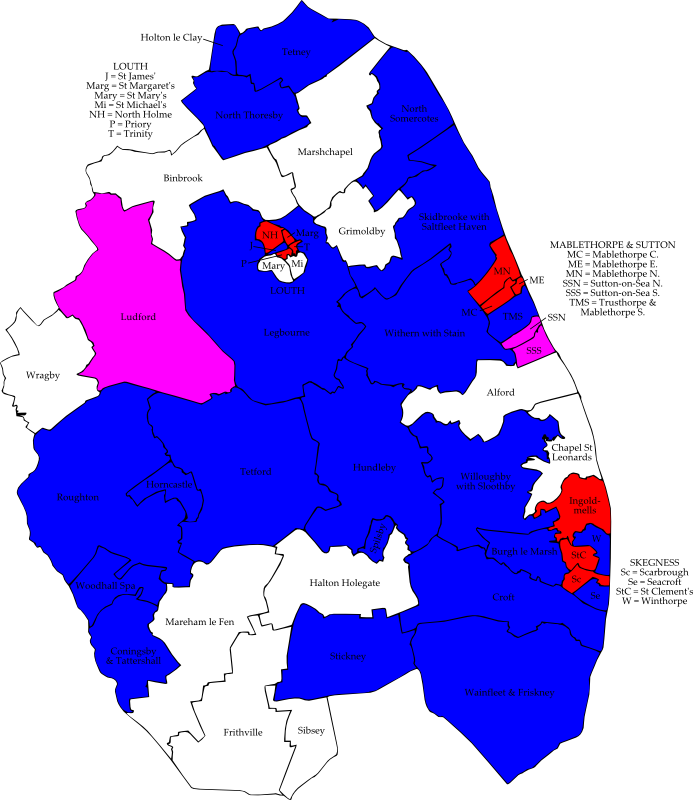 Holton le Clay
Tetney
LOUTH
J = St James'
Marg = St Margaret's
Mary = St Mary's
Mi = St Michael's
NH = North Holme
P = Priory
T = Trinity
North Thoresby
North
Somercotes
Marshchapel
Binbrook
Saltfleetby with
Saltfleet Haven
Grimoldby
NH
Marg
Mary
Mi
LOUTH
MABLETHORPE & SUTTON
MC = Mablethorpe C.
ME = Mablethorpe E.
MN = Mablethorpe N.
SSN = Sutton-on-Sea N.
SSS = Sutton-on-Sea S.
TMS = Trusthorpe &
Mablethorpe S.
MN
ME
MC
TMS
SSN
SSS
Ludford
Legbourne
Withern with Stain
Wragby
Alford
Chapel St
Leonards
Roughton
Horncastle
Tetford
Hundleby
Willoughby
with Sloothby
Ingold-
mells
Spilsby
Burgh le Marsh
W
StC
Sc
Se
SKEGNESS
Sc = Scarbrough
Se = Seacroft
StC = St Clement's
W = Winthorpe
Woodhall Spa
Halton Holegate
Croft
Mareham le Fen
Coningsby
& Tattershall
Stickney
Wainfleet & Friskney
Frithville
Sibsey